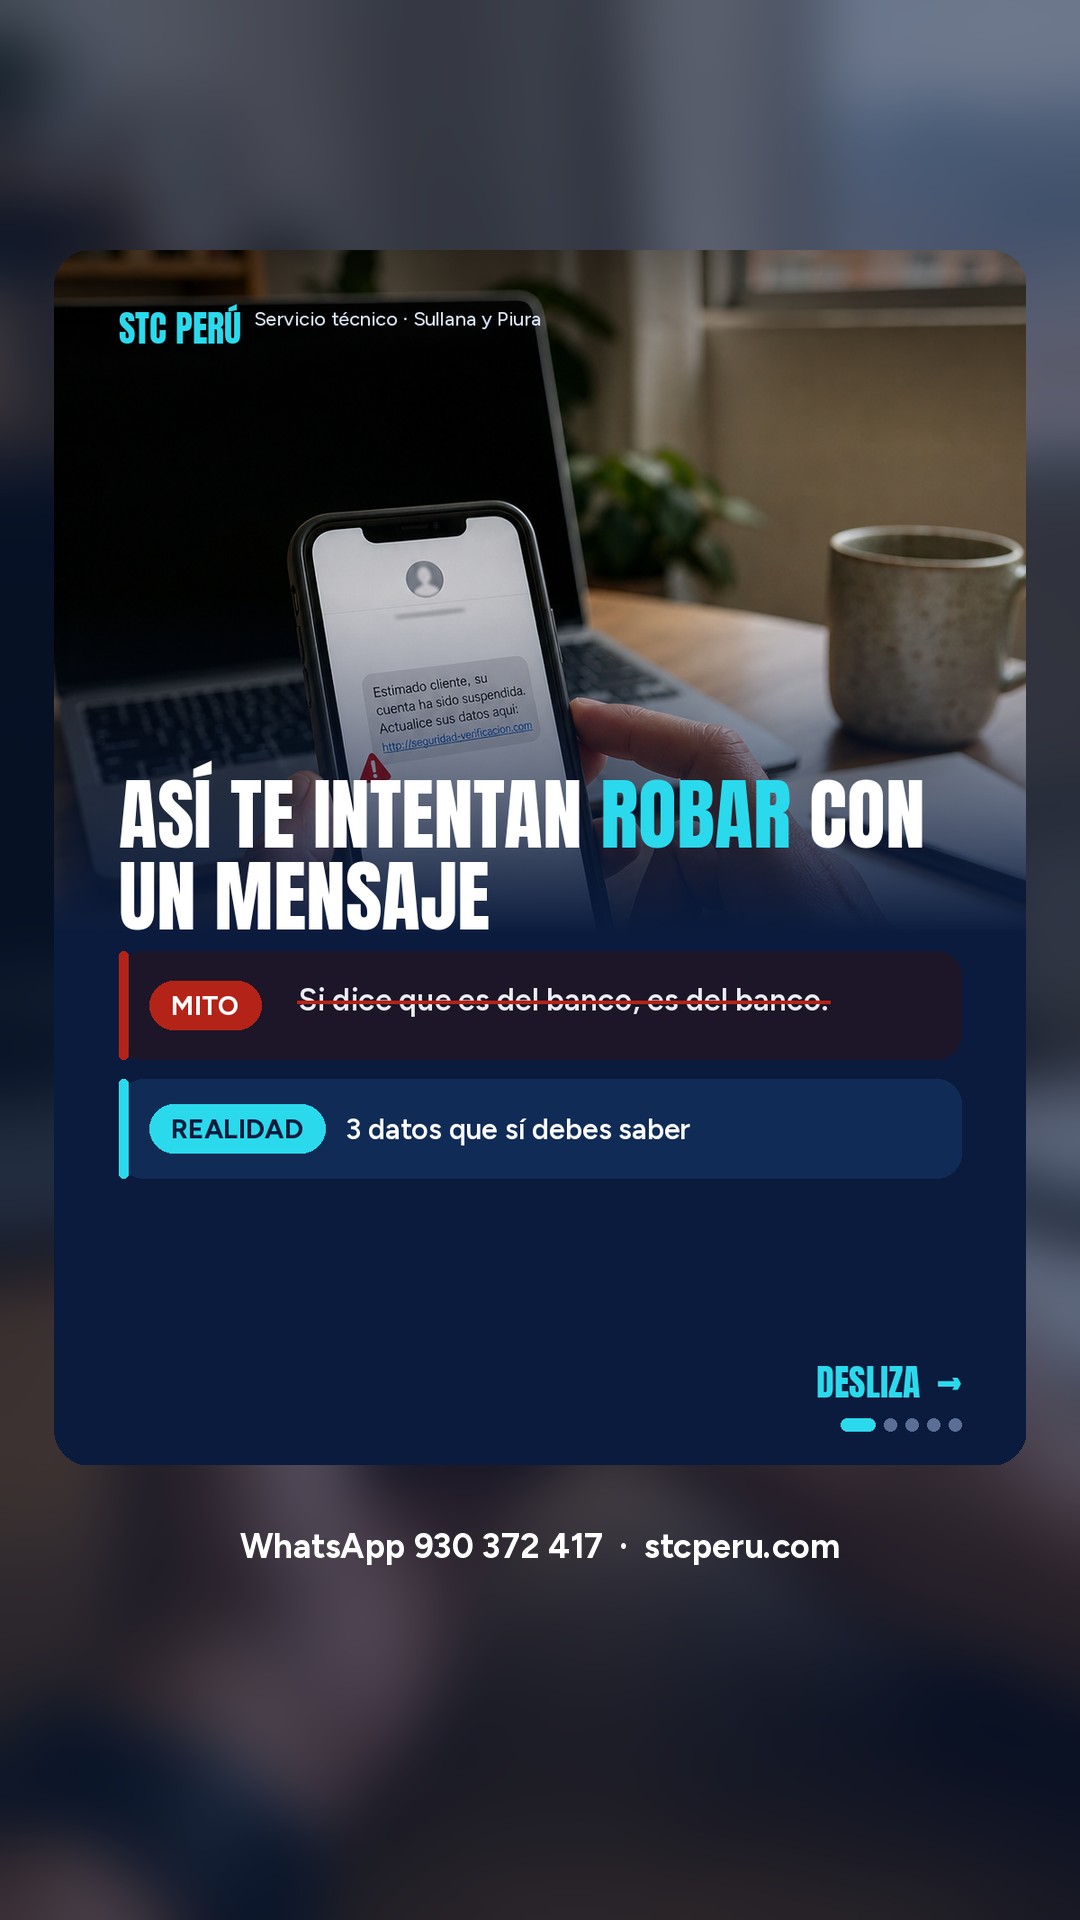 STC PERÚ Servicio técnico · Sullana y Piura
Estimado cliente, su
cuenta ha sido suspendida.
Actualice sus datos aquí:
http://seguridad-verificacion.com
ASÍ TE INTENTAN ROBAR CON
UN MENSAJE
MITO Si dice que es del banco, es del banco.
REALIDAD 3 datos que sí debes saber
DESLIZA →
WhatsApp 930 372 417 · stcperu.com